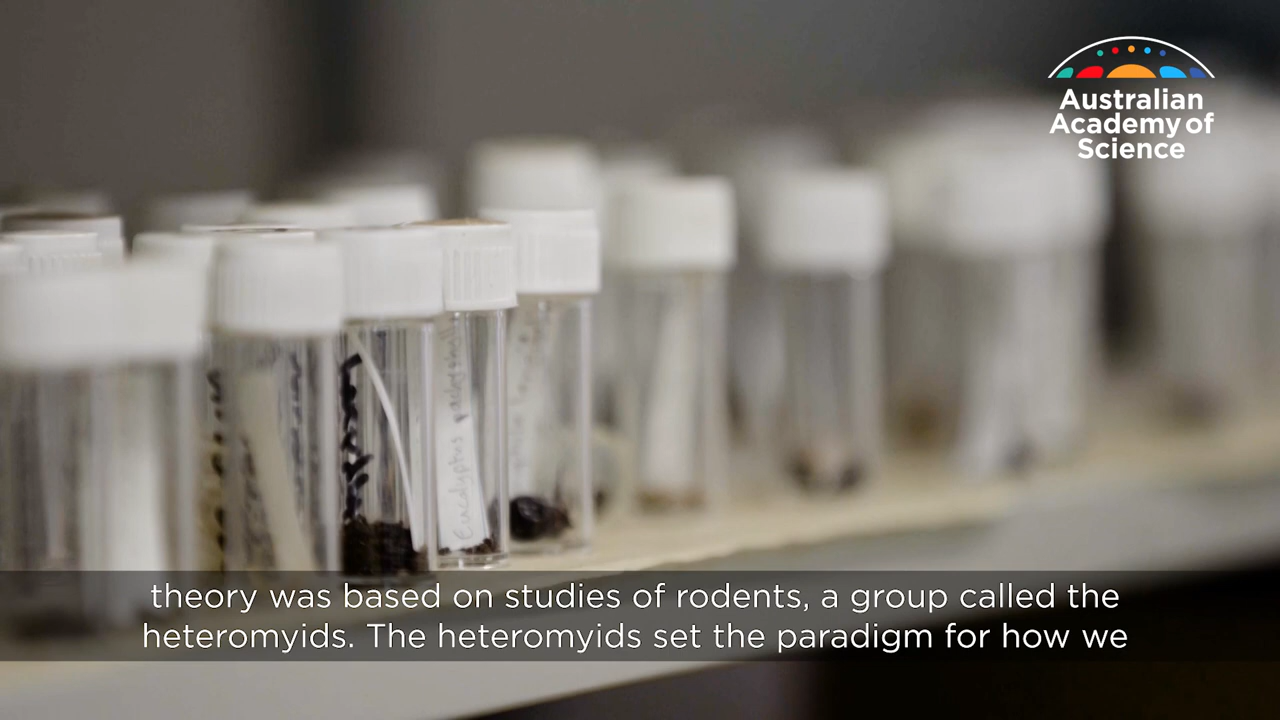 Australian
Academy of
Science
Eucalyptus
theory was based on studies of rodents, a group called the
heteromyids. The heteromyids set the paradigm for how we